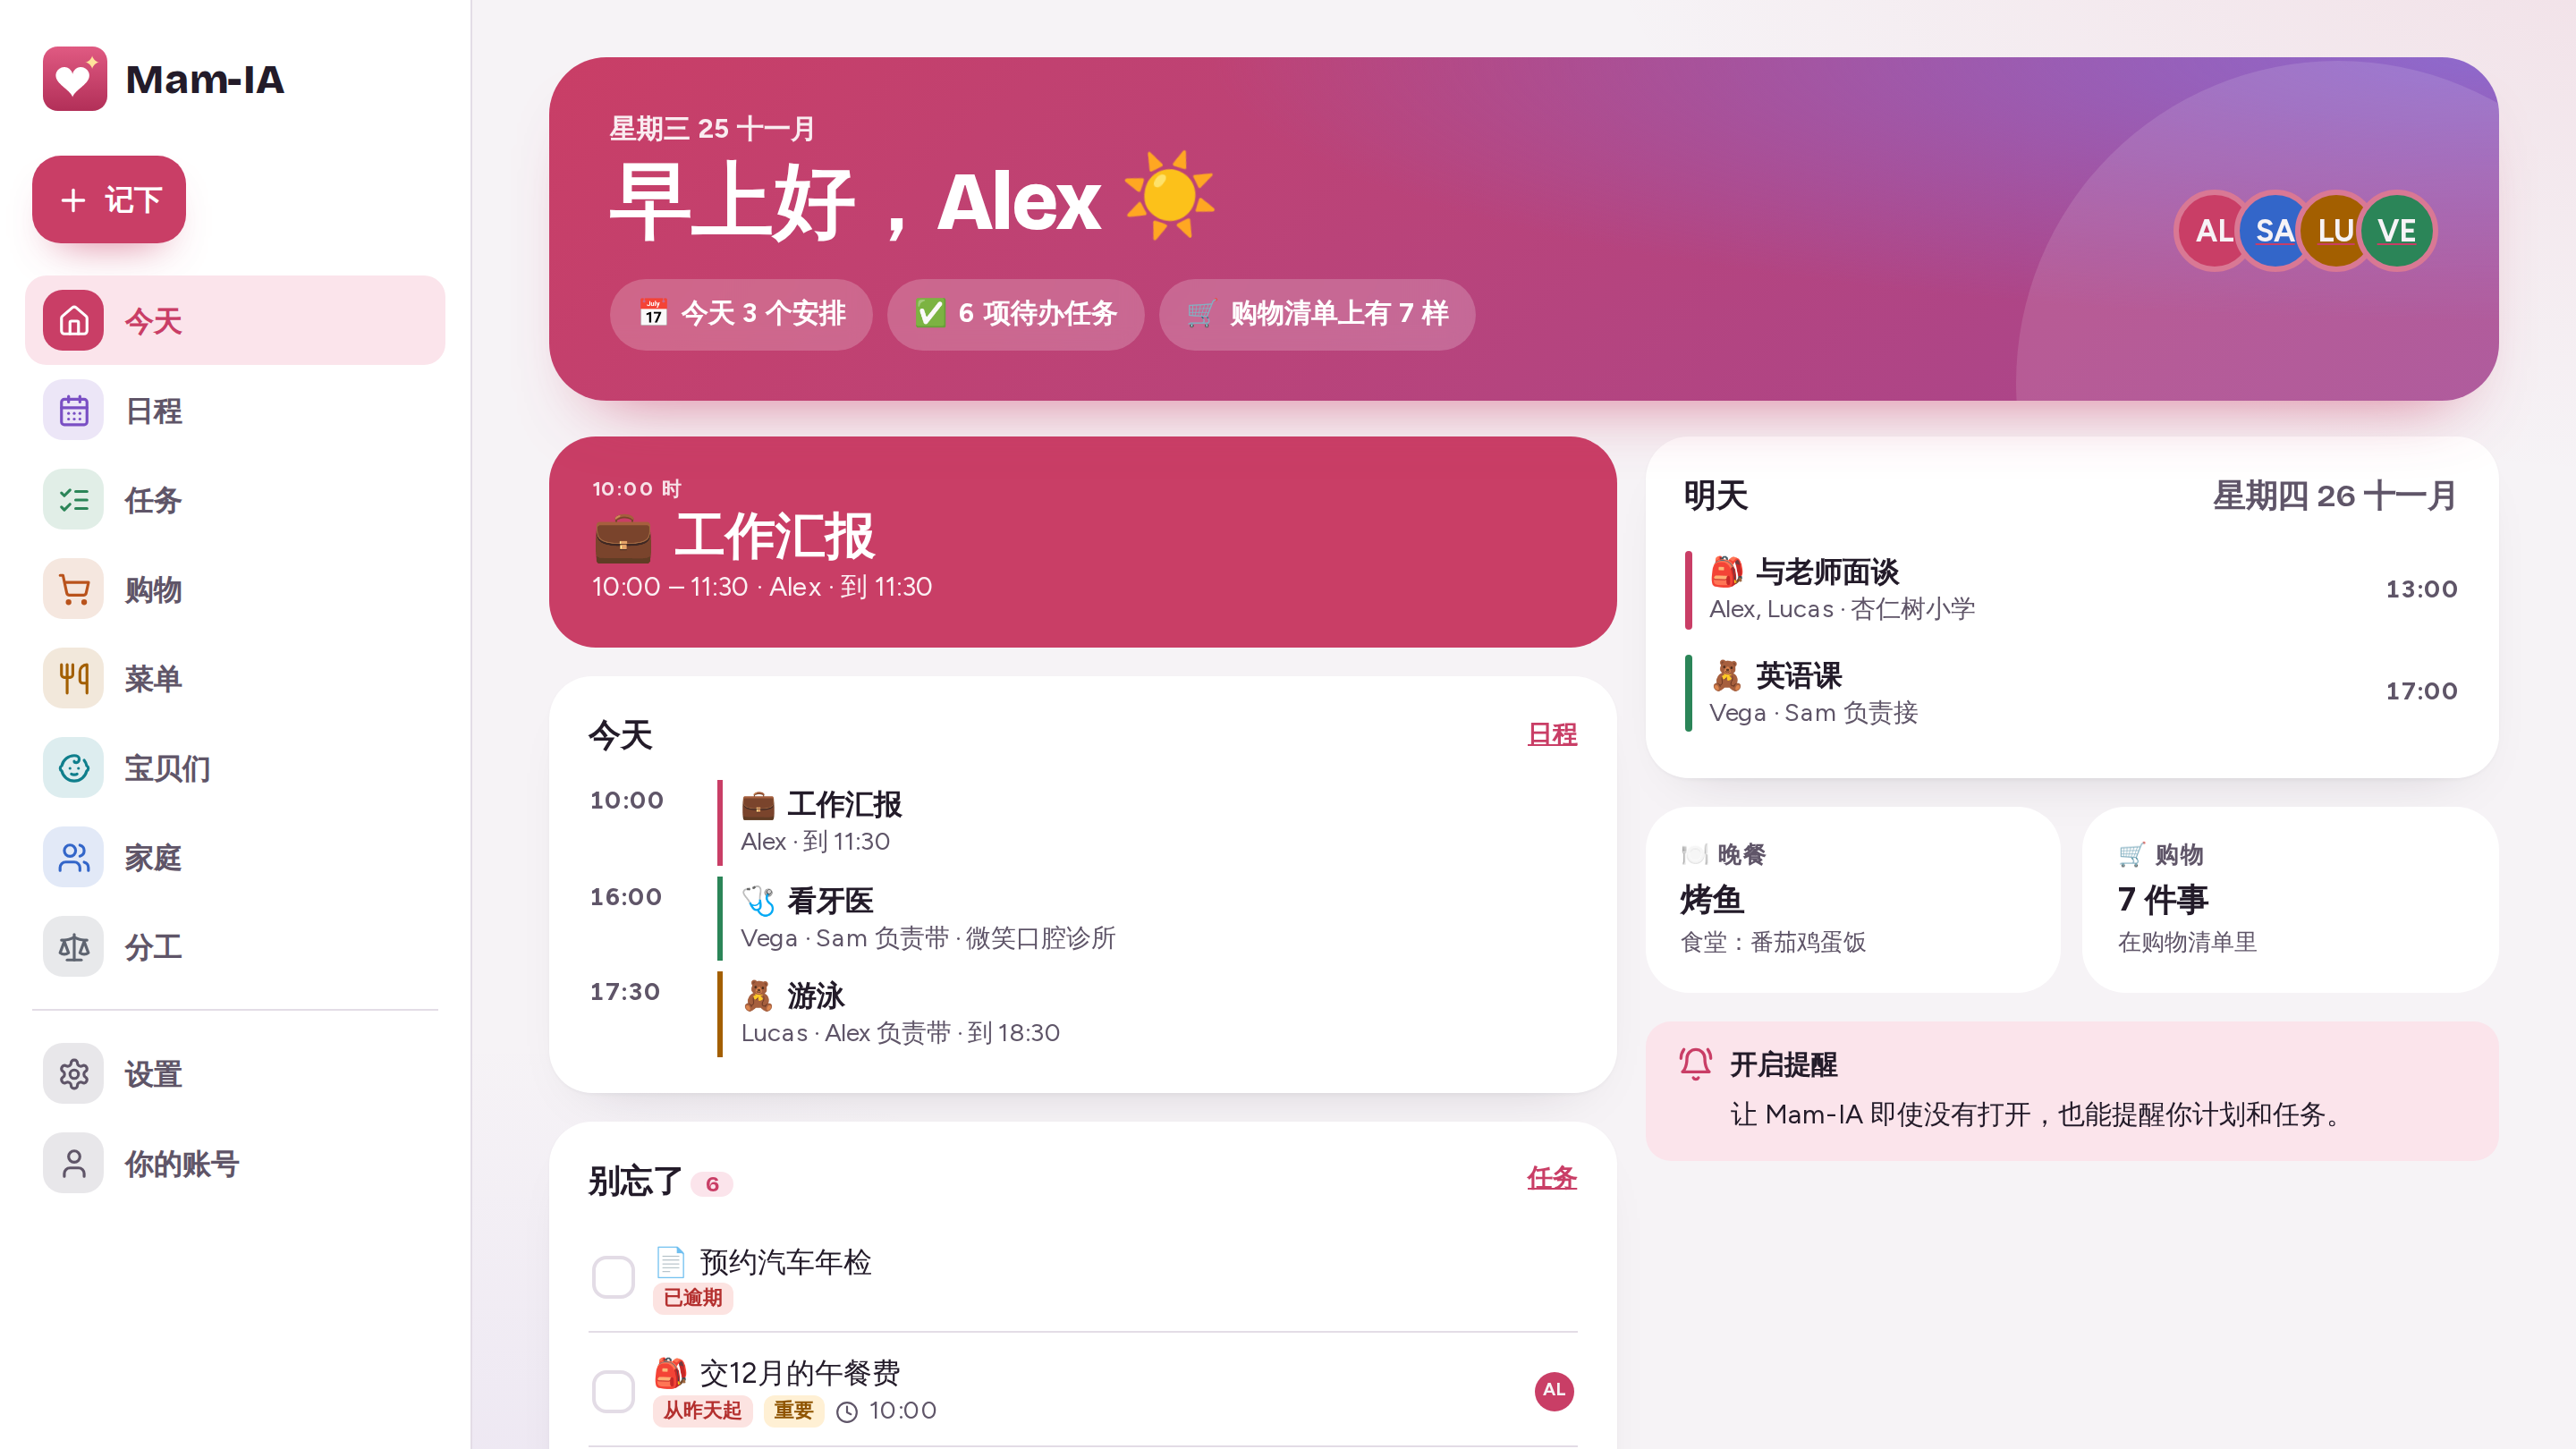 Mam-IA
记下
今天
日程
任务
购物
菜单
宝贝们
家庭
分工
设置
你的账号
星期三 25 十一月
早上好，Alex ☀️
📅 今天 3 个安排
✅ 6 项待办任务
🛒 购物清单上有 7 样
AL SA LU VE
10:00 时
💼 工作汇报
10:00 – 11:30 · Alex · 到 11:30
今天 日程
10:00 💼 工作汇报
Alex · 到 11:30
16:00 🩺 看牙医
Vega · Sam 负责带 · 微笑口腔诊所
17:30 🧸 游泳
Lucas · Alex 负责带 · 到 18:30
别忘了 6 任务
📄 预约汽车年检
已逾期
🎒 交12月的午餐费
从昨天起 重要 10:00
AL
明天 星期四 26 十一月
🎒 与老师面谈
Alex, Lucas · 杏仁树小学
13:00
🧸 英语课
Vega · Sam 负责接
17:00
🍽️ 晚餐
烤鱼
食堂：番茄鸡蛋饭
🛒 购物
7 件事
在购物清单里
开启提醒
让 Mam-IA 即使没有打开，也能提醒你计划和任务。